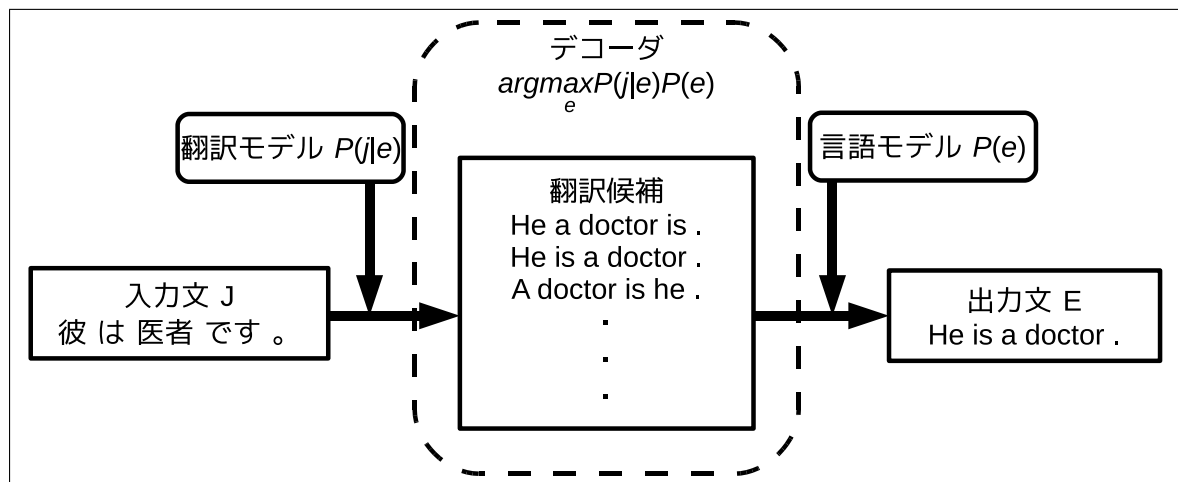 デコーダ
argmaxP(j|e)P(e)
e
翻訳モデル P(j|e)
言語モデル P(e)
翻訳候補
He a doctor is .
He is a doctor .
A doctor is he .
.
.
.
入力文 J
彼 は 医者 です 。
出力文 E
He is a doctor .